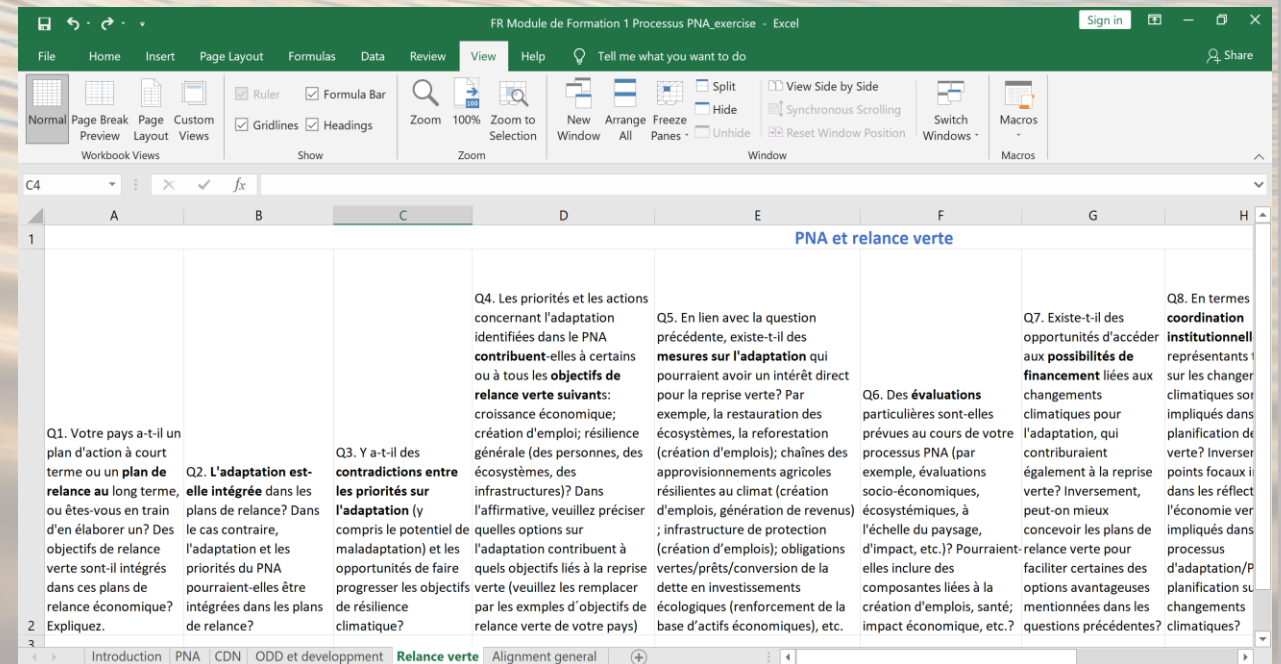 FR Module de Formation 1 Processus PNA_exercise - Excel
Sign in
File Home Insert Page Layout Formulas Data Review View Help Tell me what you want to do
Share
Normal Page Break Preview Page Layout Custom Views
Workbook Views
Ruler Formula Bar
Gridlines Headings
Show
Zoom 100% Zoom to Selection
Zoom
New Window Arrange All Freeze Panes
Split
Hide
Unhide
View Side by Side
Synchronous Scrolling
Reset Window Position
Switch Windows
Window
Macros
Macros
C4
fx
A B C D E F G H
1
PNA et relance verte
Q1. Votre pays a-t-il un
plan d'action à court
terme ou un plan de
relance au long terme,
ou êtes-vous en train
d'en élaborer un? Des
objectifs de relance
verte sont-il intégrés
dans ces plans de
relance économique?
Expliquez.
Q2. L'adaptation est-
elle intégrée dans les
plans de relance? Dans
le cas contraire,
l'adaptation et les
priorités du PNA
pourraient-elles être
intégrées dans les plans
de relance?
Q3. Y a-t-il des
contradictions entre
les priorités sur
l'adaptation (y
compris le potentiel de
maladaptation) et les
opportunités de faire
progresser les objectifs
de résilience
climatique?
Q4. Les priorités et les actions
concernant l'adaptation
identifiées dans le PNA
contribuent-elles à certains
ou à tous les objectifs de
relance verte suivants:
croissance économique;
création d'emploi; résilience
générale (des personnes, des
écosystèmes, des
infrastructures)? Dans
l'affirmative, veuillez préciser
quelles options sur
l'adaptation contribuent à
quels objectifs liés à la reprise
verte (veuillez les remplacer
par les exmples d´objectifs de
relance verte de votre pays)
Q5. En lien avec la question
précédente, existe-t-il des
mesures sur l'adaptation qui
pourraient avoir un intérêt direct
pour la reprise verte? Par
exemple, la restauration des
écosystèmes, la reforestation
(création d'emplois); chaînes des
approvisionnements agricoles
résilientes au climat (création
d'emplois, génération de revenus)
; infrastructure de protection
(création d’emplois); obligations
vertes/prêts/conversion de la
dette en investissements
écologiques (renforcement de la
base d'actifs économiques), etc.
Q6. Des évaluations
particulières sont-elles
prévues au cours de votre
processus PNA (par
exemple, évaluations
socio-économiques,
écosystémiques, à
l'échelle du paysage,
d'impact, etc.)? Pourraient-
elles inclure des
composantes liées à la
création d'emplois, santé;
impact économique, etc.?
Q7. Existe-t-il des
opportunités d'accéder
aux possibilités de
financement liées aux
changements
climatiques pour
l'adaptation, qui
contriburaient
également à la reprise
verte? Inversement,
peut-on mieux
concevoir les plans de
relance verte pour
faciliter certaines des
options avantageuses
mentionnées dans les
questions précédentes?
Q8. En termes
coordination
institutionnell
représentants
sur les changer
climatiques sor
impliqués dans
planification de
verte? Inverser
points focaux i
dans les réflect
l'économie ver
impliqués dans
processus
d'adaptation/P
planification su
changements
climatiques?
2
3
Introduction PNA CDN ODD et developpment Relance verte Alignment general